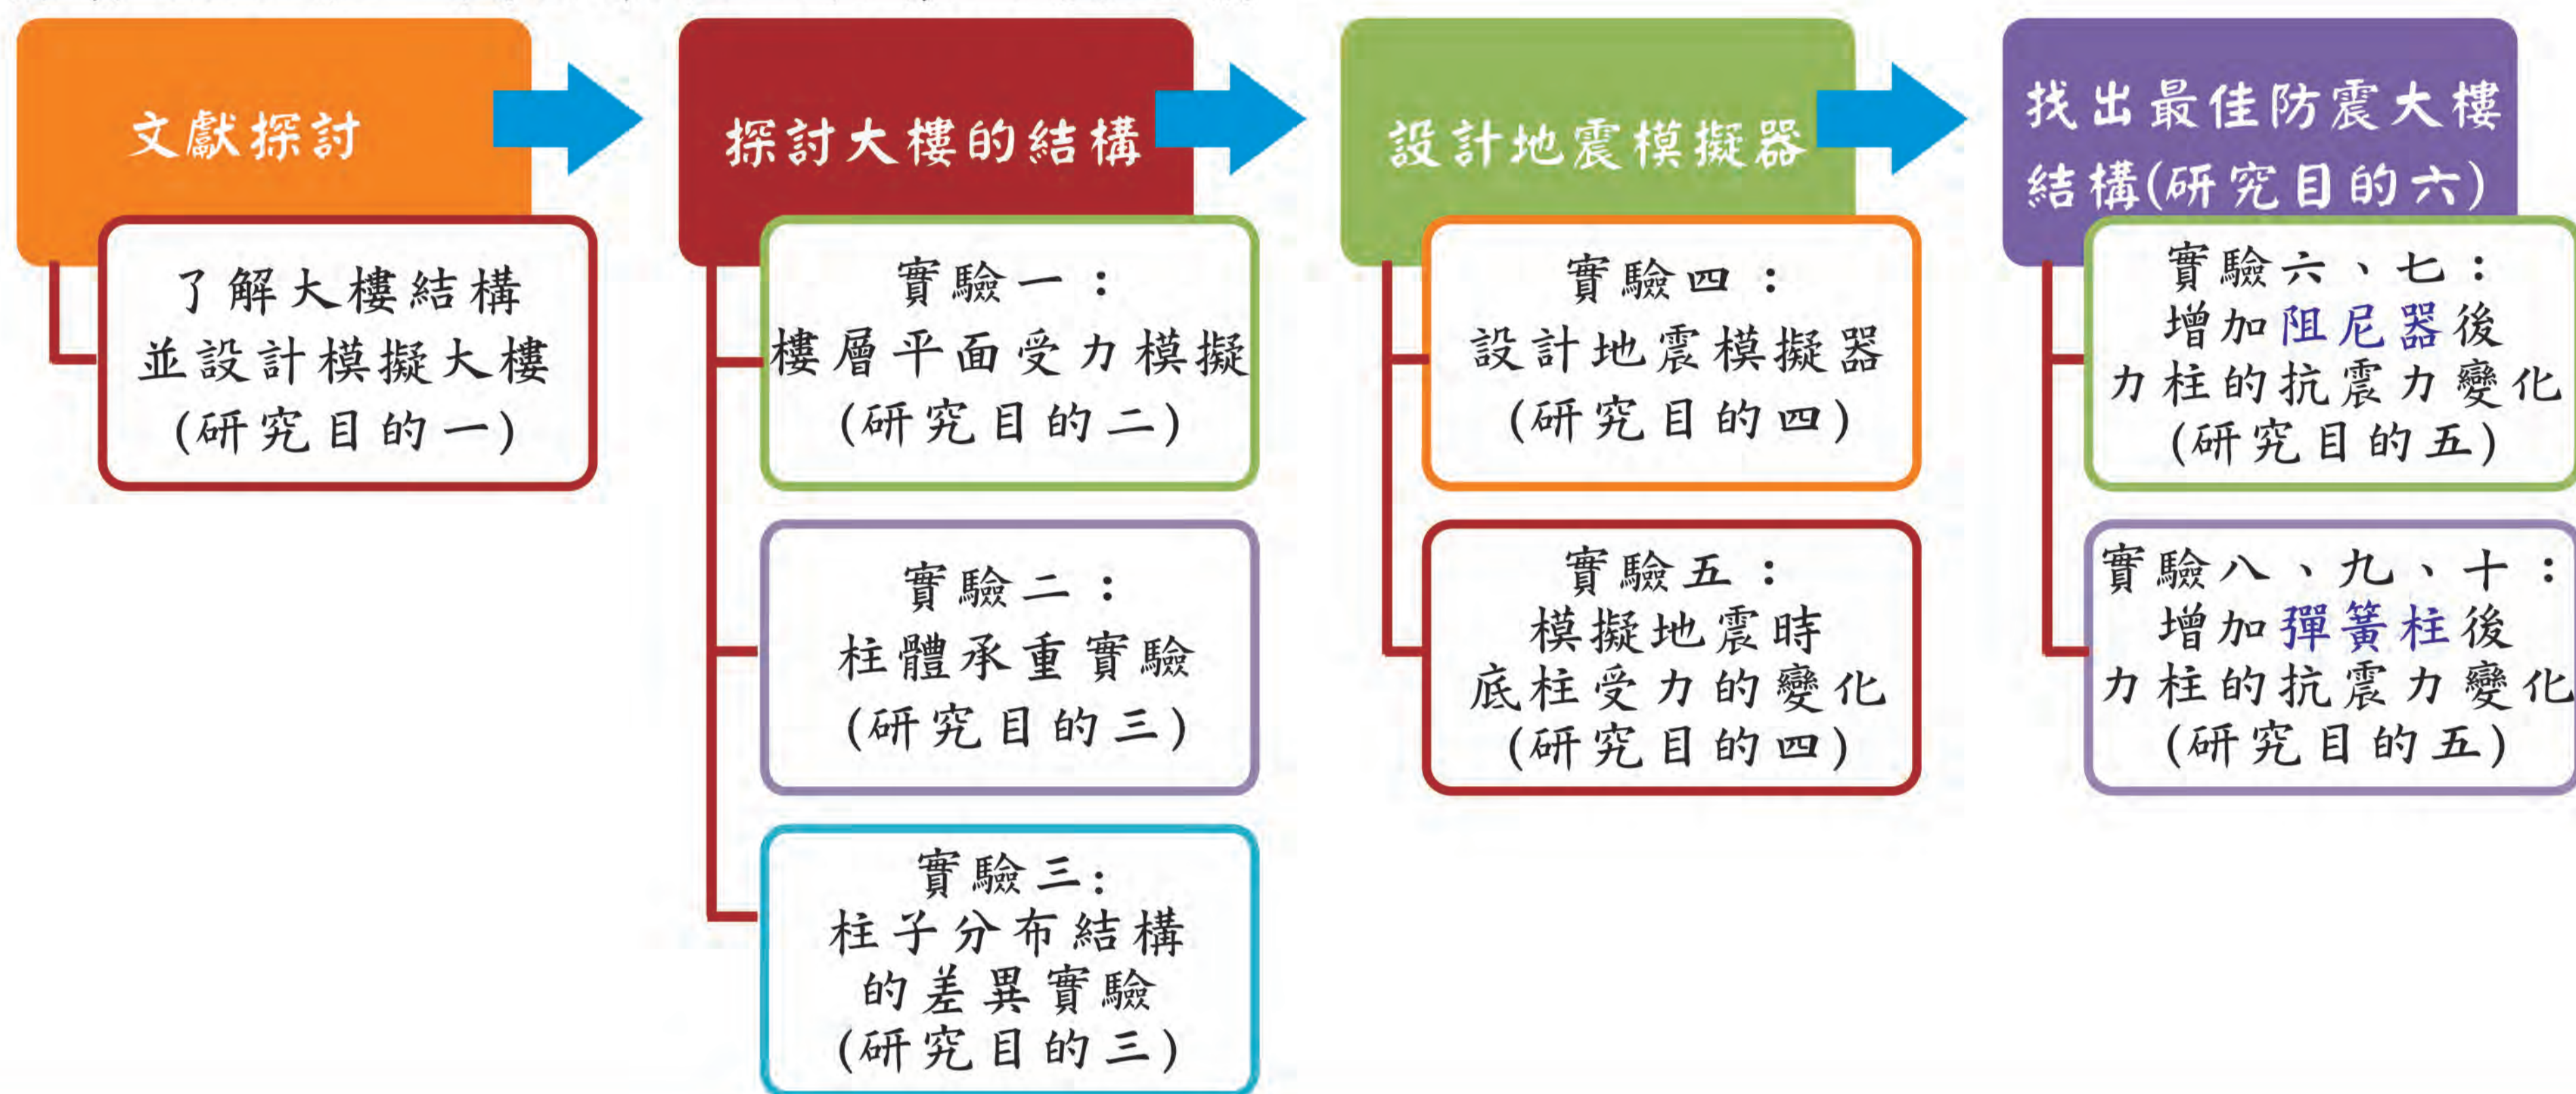 文獻探討
了解大樓結構
並設計模擬大樓
(研究目的一)
探討大樓的結構
實驗一：
樓層平面受力模擬
(研究目的二)
實驗二：
柱體承重實驗
(研究目的三)
實驗三:
柱子分布結構
的差異實驗
(研究目的三)
設計地震模擬器
實驗四：
設計地震模擬器
(研究目的四)
實驗五：
模擬地震時
底柱受力的變化
(研究目的四)
找出最佳防震大樓
結構(研究目的六)
實驗六、七：
增加阻尼器後
力柱的抗震力變化
(研究目的五)
實驗八、九、十：
增加彈簧柱後
力柱的抗震力變化
(研究目的五)